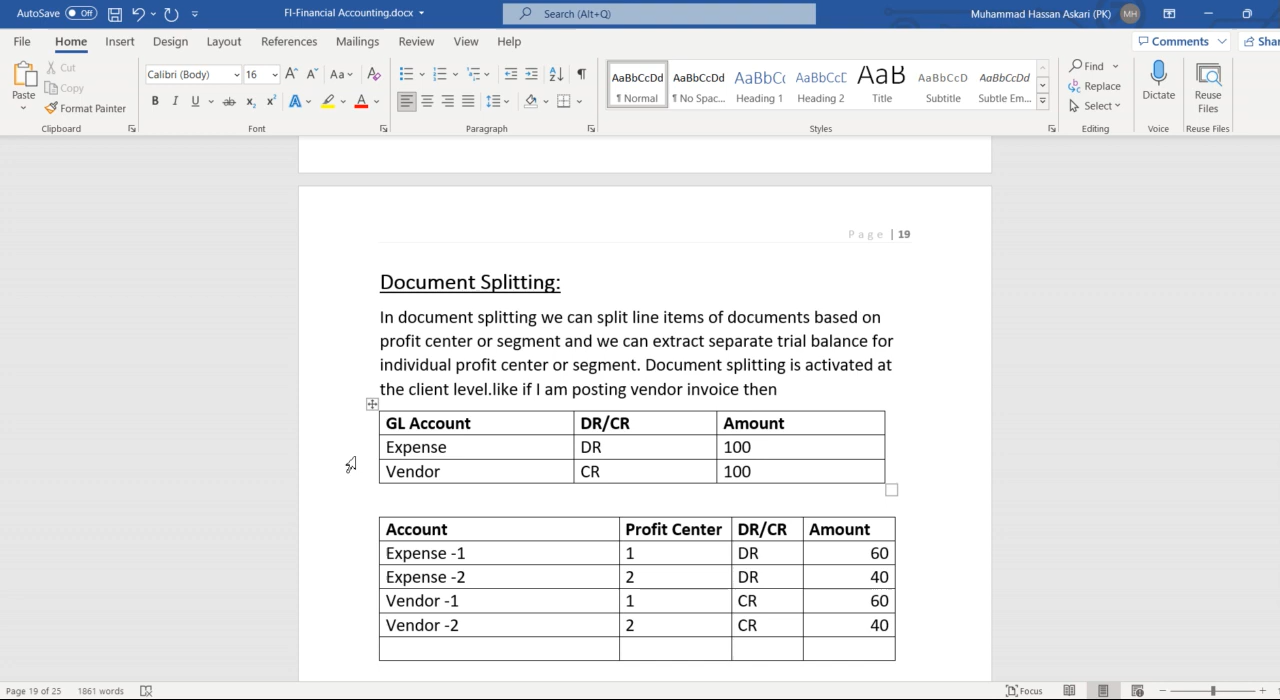 AutoSave Off FI-Financial Accounting.docx Search (Alt+Q) Muhammad Hassan Askari (PK) MH
File Home Insert Design Layout References Mailings Review View Help Comments Shar
Paste Cut Copy Format Painter
Clipboard
Calibri (Body) 16 Aa
B I U ab x₂ x² A A
Font
Paragraph
AaBbCcDd AaBbCcDd AaBbC( AaBbCcE AaB AaBbCcD AaBbCcDd
¶ Normal ¶ No Spac... Heading 1 Heading 2 Title Subtitle Subtle Em...
Styles
Find
Replace
Select
Editing
Dictate
Voice
Reuse Files
Reuse Files
Page | 19
Document Splitting:
In document splitting we can split line items of documents based on
profit center or segment and we can extract separate trial balance for
individual profit center or segment. Document splitting is activated at
the client level.like if I am posting vendor invoice then
GL Account DR/CR Amount
Expense DR 100
Vendor CR 100
Account Profit Center DR/CR Amount
Expense -1 1 DR 60
Expense -2 2 DR 40
Vendor -1 1 CR 60
Vendor -2 2 CR 40
Page 19 of 25 1861 words Focus